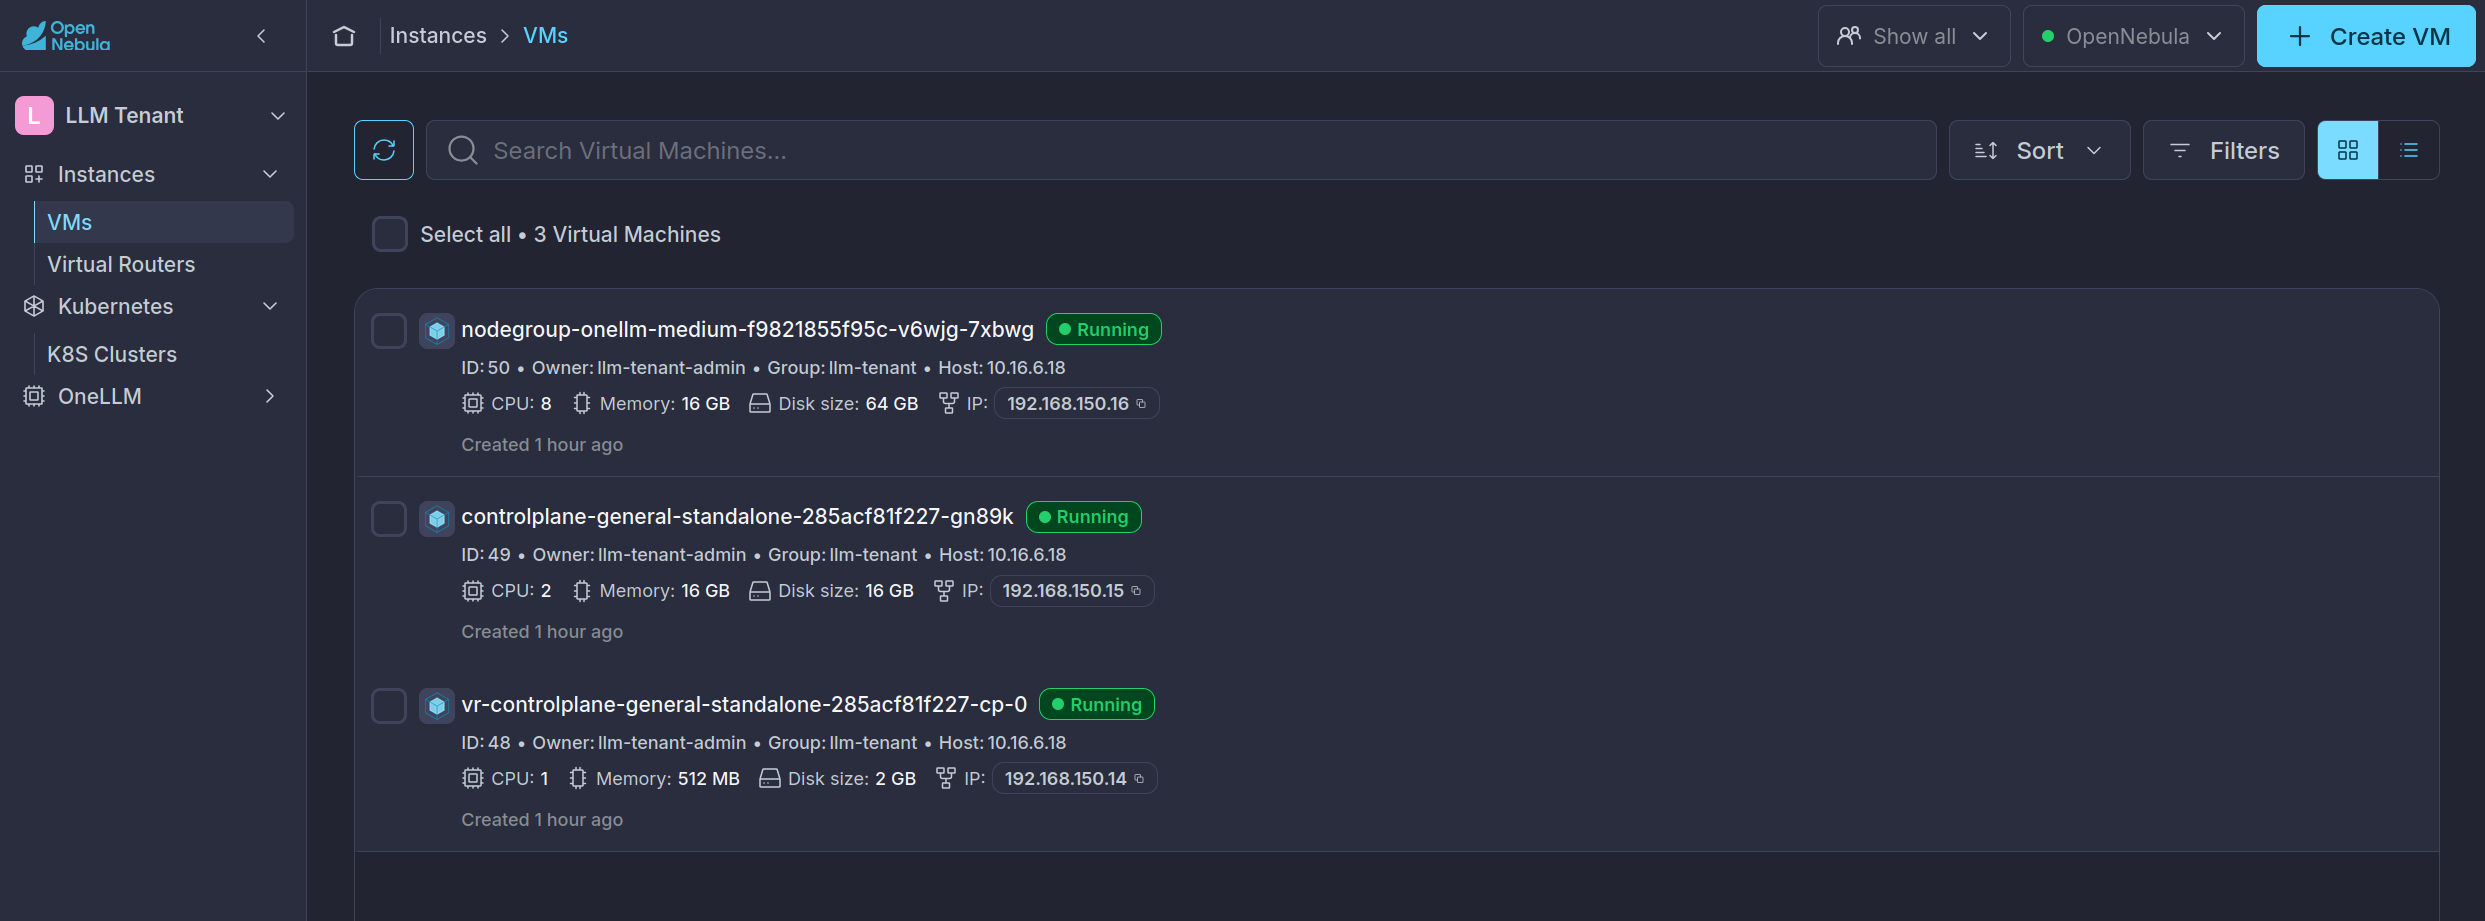 Open
Nebula
Instances > VMs
Show all
OpenNebula
Create VM
L
LLM Tenant
Instances
VMs
Virtual Routers
Kubernetes
K8S Clusters
OneLLM
Search Virtual Machines...
Sort
Filters
Select all • 3 Virtual Machines
nodegroup-onellm-medium-f9821855f95c-v6wjg-7xbwg Running
ID: 50 • Owner: llm-tenant-admin • Group: llm-tenant • Host: 10.16.6.18
CPU: 8 Memory: 16 GB Disk size: 64 GB IP: 192.168.150.16
Created 1 hour ago
controlplane-general-standalone-285acf81f227-gn89k Running
ID: 49 • Owner: llm-tenant-admin • Group: llm-tenant • Host: 10.16.6.18
CPU: 2 Memory: 16 GB Disk size: 16 GB IP: 192.168.150.15
Created 1 hour ago
vr-controlplane-general-standalone-285acf81f227-cp-0 Running
ID: 48 • Owner: llm-tenant-admin • Group: llm-tenant • Host: 10.16.6.18
CPU: 1 Memory: 512 MB Disk size: 2 GB IP: 192.168.150.14
Created 1 hour ago